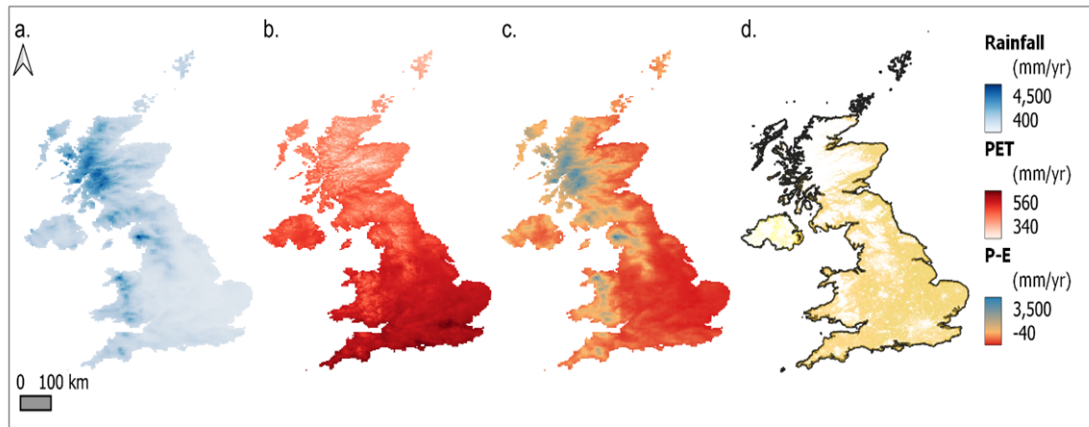 a.
b.
c.
d.
Rainfall
(mm/yr)
4,500
400
PET
(mm/yr)
560
340
P-E
(mm/yr)
3,500
-40
0 100 km